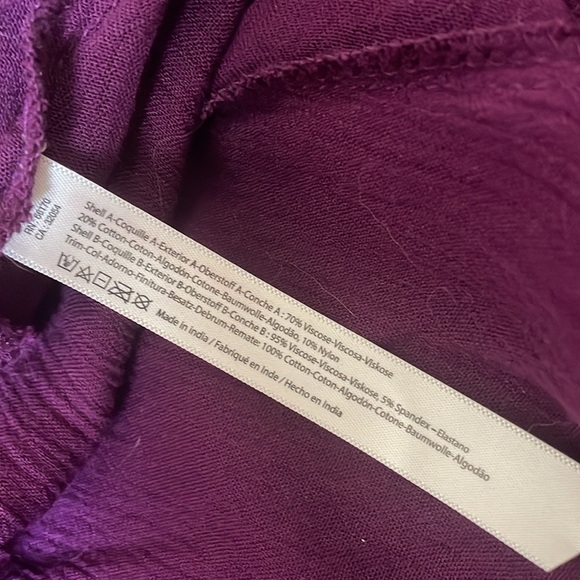 RN : 66170
CA : 32054
Shell A-Coquille A-Exterior A-Oberstoff A-Conche A : 70% Viscose-Viscosa-Viskose
20% Cotton-Coton-Algodón-Cotone-Baumwolle-Algodão, 10% Nylon
Shell B-Coquille B-Exterior B-Oberstoff B-Conche B : 95% Viscose-Viscosa-Viskose, 5% Spandex – Elastano
Trim-Col-Adorno-Finitura-Besatz-Debrum-Remate: 100% Cotton-Coton-Algodón-Cotone-Baumwolle-Algodão
Made in India / Fabriqué en Inde / Hecho en India